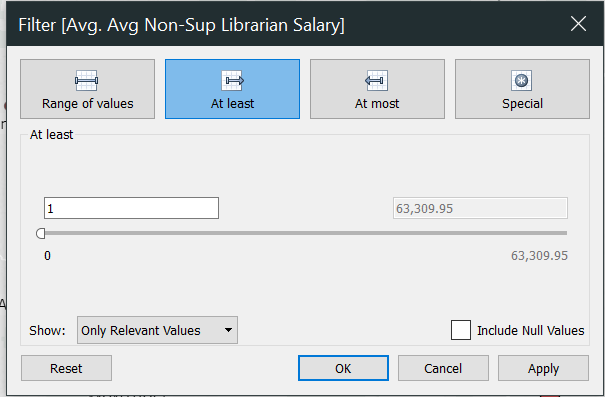 Filter [Avg. Avg Non-Sup Librarian Salary]
Range of values
At least
At most
Special
At least
1
63,309.95
0
63,309.95
Show:
Only Relevant Values
Include Null Values
Reset
OK
Cancel
Apply